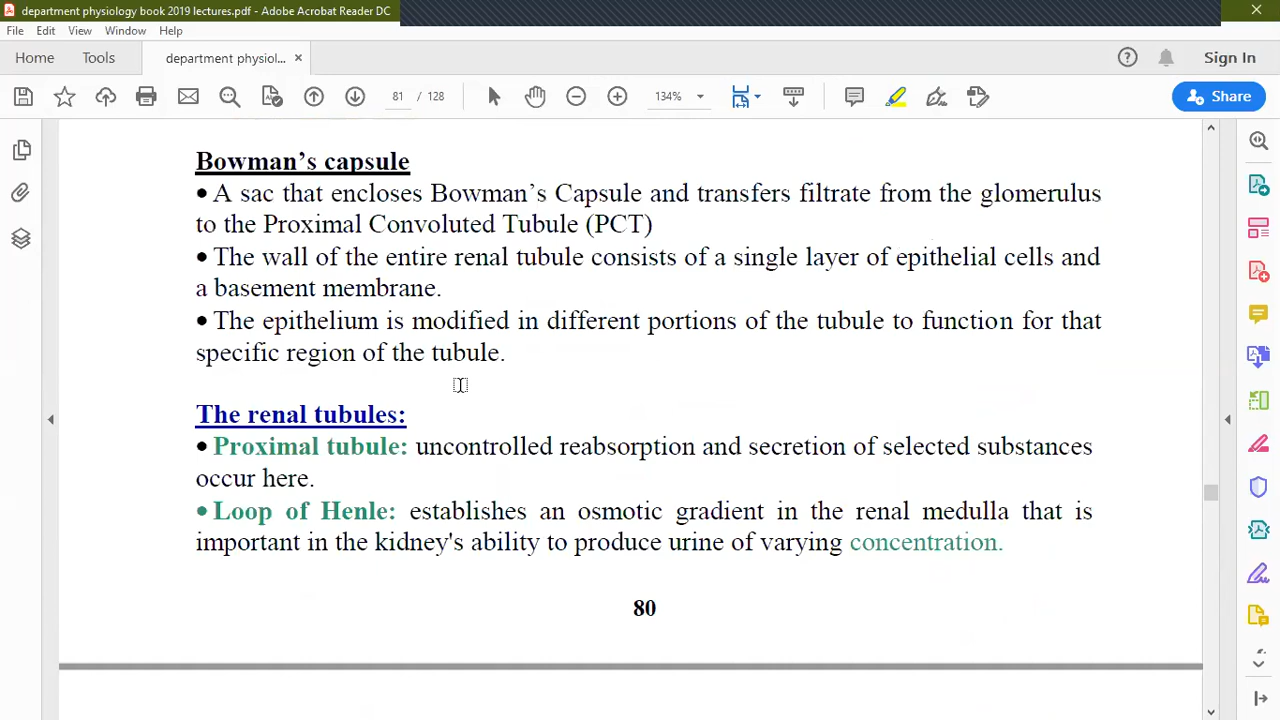 department physiology book 2019 lectures.pdf - Adobe Acrobat Reader DC
File Edit View Window Help
Home Tools department physiol... Sign In
81 / 128 134% Share
Bowman’s capsule
• A sac that encloses Bowman’s Capsule and transfers filtrate from the glomerulus
to the Proximal Convoluted Tubule (PCT)
• The wall of the entire renal tubule consists of a single layer of epithelial cells and
a basement membrane.
• The epithelium is modified in different portions of the tubule to function for that
specific region of the tubule.
The renal tubules:
• Proximal tubule: uncontrolled reabsorption and secretion of selected substances
occur here.
• Loop of Henle: establishes an osmotic gradient in the renal medulla that is
important in the kidney's ability to produce urine of varying concentration.
80